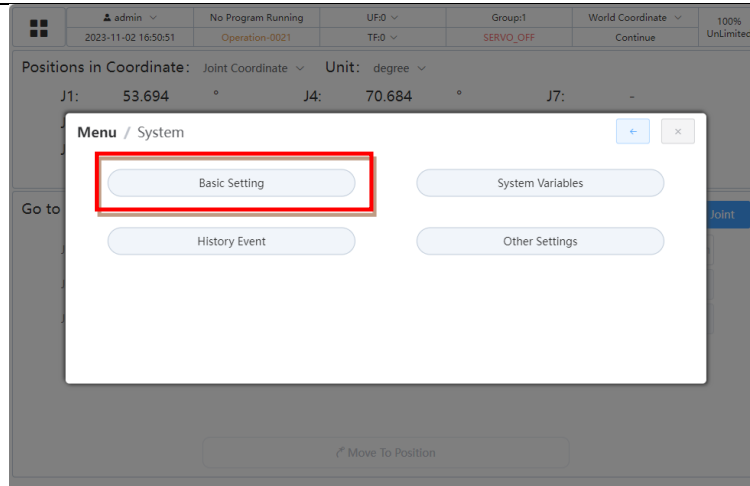 admin No Program Running UF:0 Group:1 World Coordinate 100%
2023-11-02 16:50:51 Operation-0021 TF:0 SERVO_OFF Continue UnLimited
Positions in Coordinate: Joint Coordinate Unit: degree
J1: 53.694 ° J4: 70.684 ° J7: -
Menu / System
Basic Setting System Variables
Go to Joint
History Event Other Settings
Move To Position